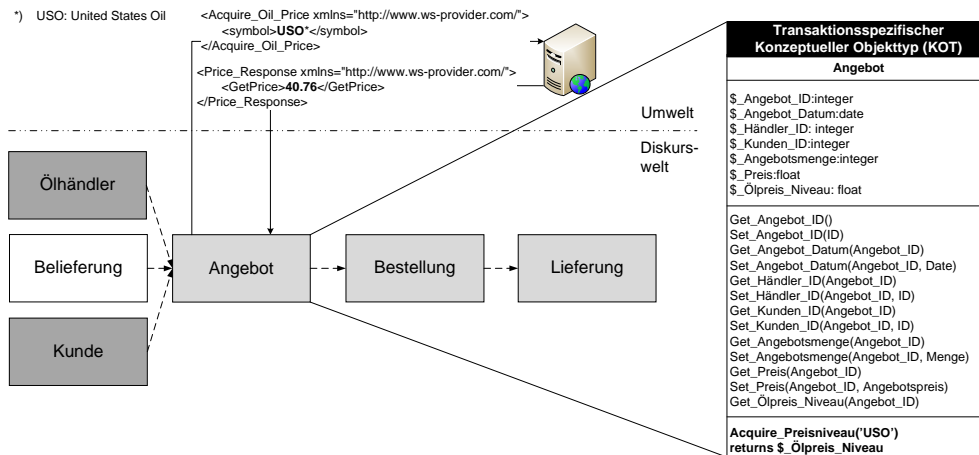 *) USO: United States Oil
<Acquire_Oil_Price xmlns="http://www.ws-provider.com/">
<symbol>USO*</symbol>
</Acquire_Oil_Price>
<Price_Response xmlns="http://www.ws-provider.com/">
<GetPrice>40.76</GetPrice>
</Price_Response>
Umwelt
Diskurs-
welt
Ölhändler
Belieferung
Kunde
Angebot
Bestellung
Lieferung
Transaktionsspezifischer
Konzeptueller Objekttyp (KOT)
Angebot
$_Angebot_ID:integer
$_Angebot_Datum:date
$_Händler_ID: integer
$_Kunden_ID:integer
$_Angebotsmenge:integer
$_Preis:float
$_Ölpreis_Niveau: float
Get_Angebot_ID()
Set_Angebot_ID(ID)
Get_Angebot_Datum(Angebot_ID)
Set_Angebot_Datum(Angebot_ID, Date)
Get_Händler_ID(Angebot_ID)
Set_Händler_ID(Angebot_ID, ID)
Get_Kunden_ID(Angebot_ID)
Set_Kunden_ID(Angebot_ID, ID)
Get_Angebotsmenge(Angebot_ID)
Set_Angebotsmenge(Angebot_ID, Menge)
Get_Preis(Angebot_ID)
Set_Preis(Angebot_ID, Angebotspreis)
Get_Ölpreis_Niveau(Angebot_ID)
Acquire_Preisniveau('USO')
returns $_Ölpreis_Niveau